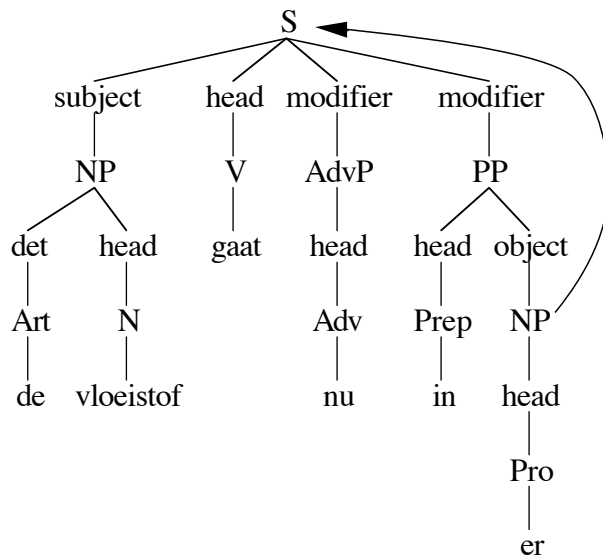 S
subject head modifier modifier
NP V AdvP PP
det head gaat head head object
Art N Adv Prep NP
de vloeistof nu in head
Pro
er